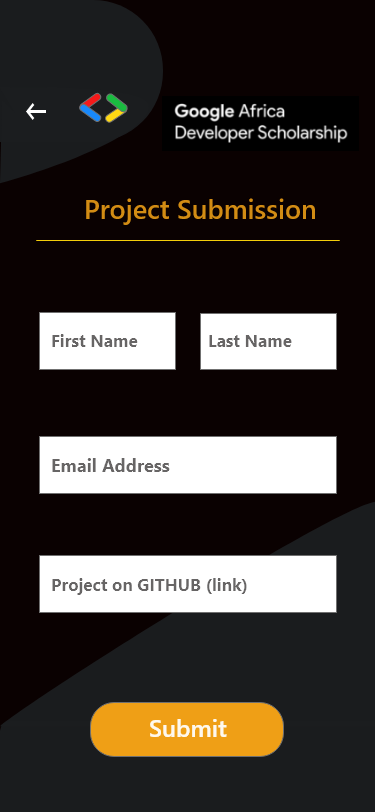 Google Africa
Developer Scholarship
Project Submission
First Name
Last Name
Email Address
Project on GITHUB (link)
Submit